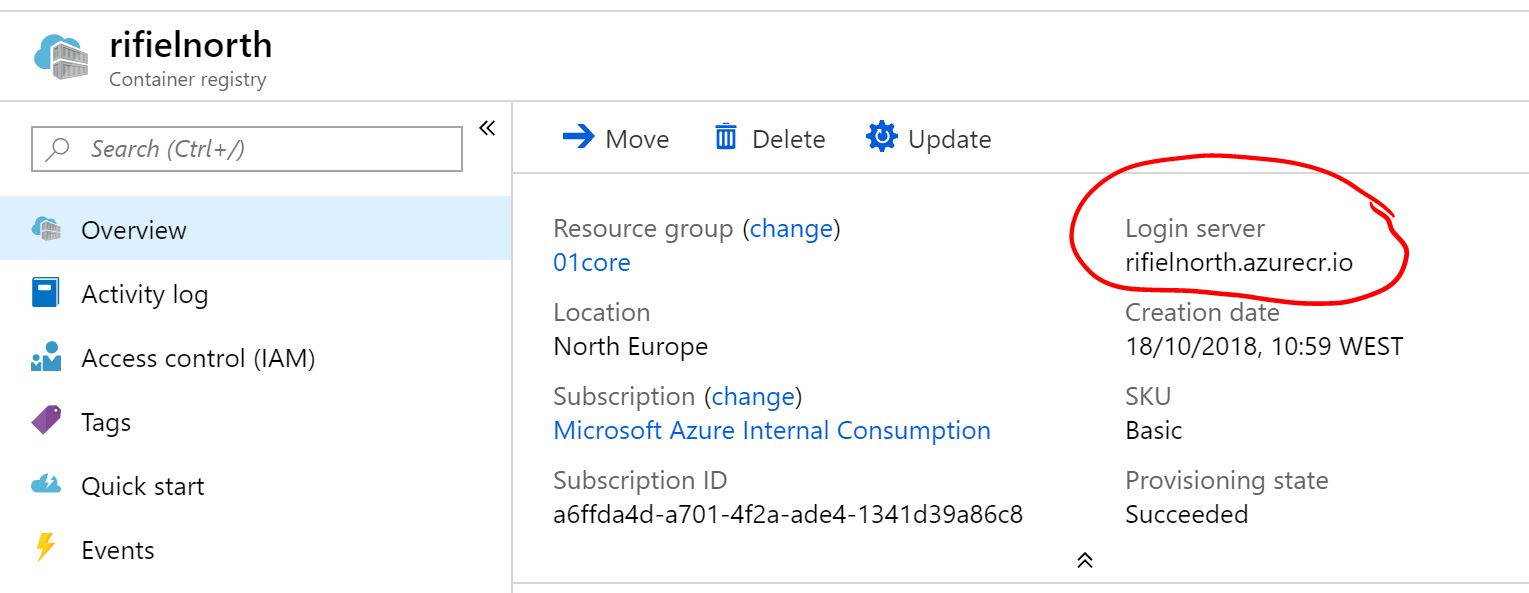 rifielnorth
Container registry
Search (Ctrl+/)
Overview
Activity log
Access control (IAM)
Tags
Quick start
Events
Move Delete Update
Resource group (change)
01core
Location
North Europe
Subscription (change)
Microsoft Azure Internal Consumption
Subscription ID
a6ffda4d-a701-4f2a-ade4-1341d39a86c8
Login server
rifielnorth.azurecr.io
Creation date
18/10/2018, 10:59 WEST
SKU
Basic
Provisioning state
Succeeded